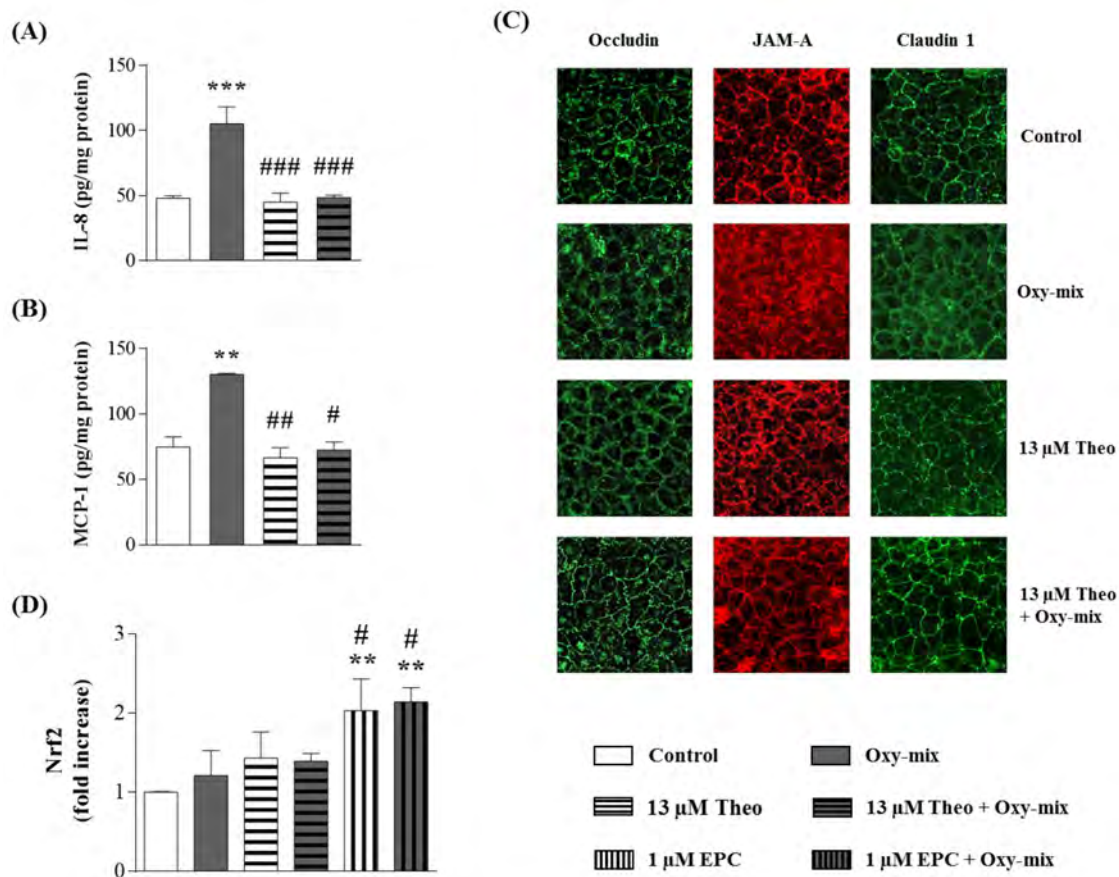 (A)
150
100
50
0
IL-8 (pg/mg protein)
***
###
###
(B)
150
100
50
0
MCP-1 (pg/mg protein)
**
##
#
(D)
3
2
1
0
Nrf2
(fold increase)
#
**
#
**
(C)
Occludin
JAM-A
Claudin 1
Control
Oxy-mix
13 µM Theo
13 µM Theo
+ Oxy-mix
Control
Oxy-mix
13 µM Theo
13 µM Theo + Oxy-mix
1 µM EPC
1 µM EPC + Oxy-mix